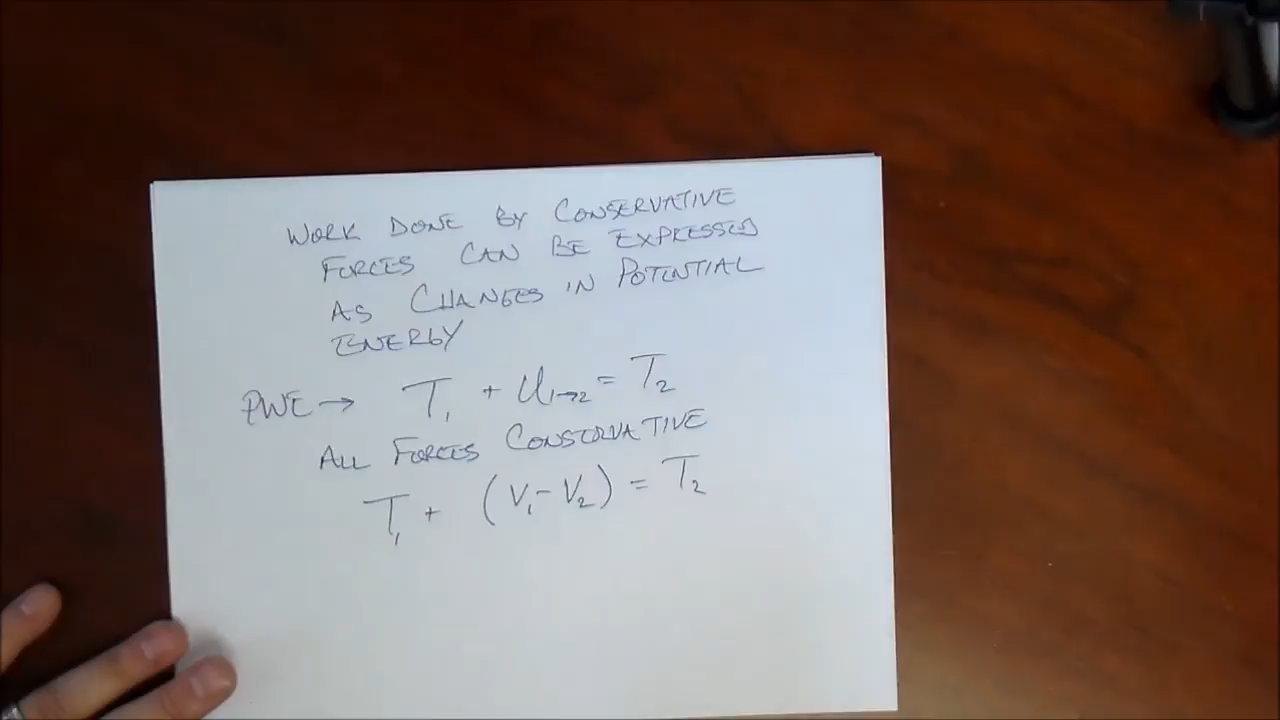 WORK DONE BY CONSERVATIVE
FORCES CAN BE EXPRESSED
AS CHANGES IN POTENTIAL
ENERGY
PWE → T₁ + U₁→₂ = T₂
ALL FORCES CONSERVATIVE
T₁ + (V₁ - V₂) = T₂